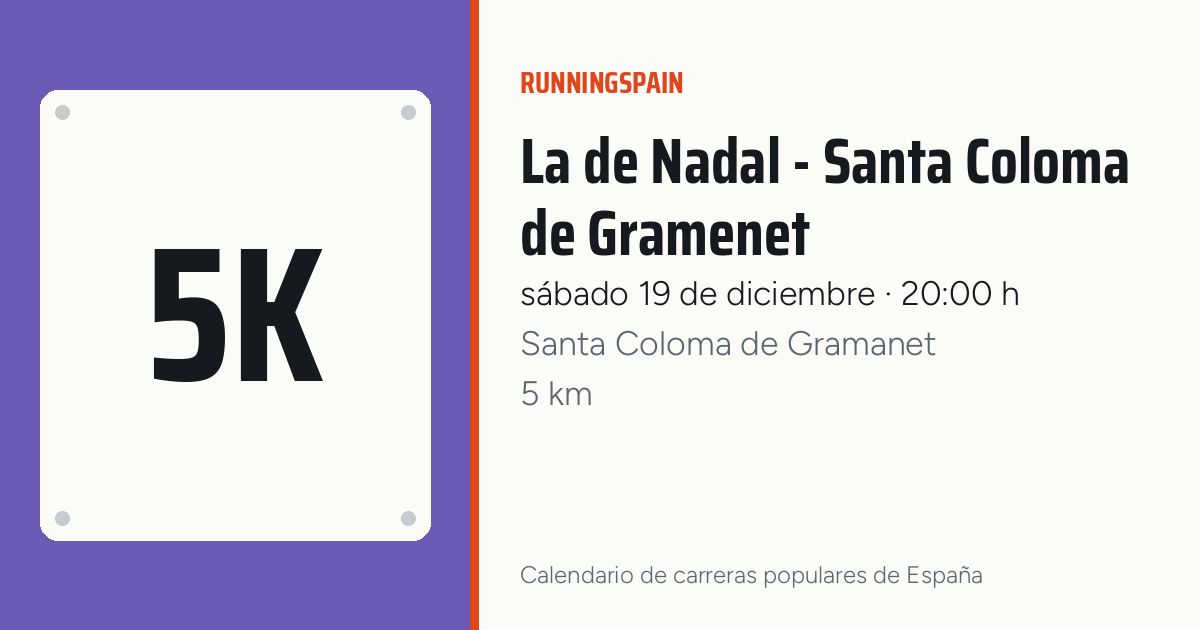 5K
RUNNINGSPAIN
La de Nadal - Santa Coloma
de Gramenet
sábado 19 de diciembre · 20:00 h
Santa Coloma de Gramanet
5 km
Calendario de carreras populares de España